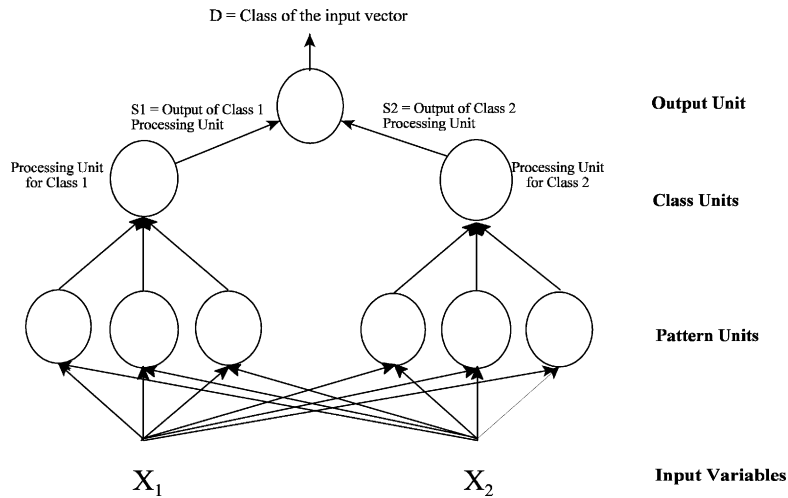 D = Class of the input vector
Output Unit
S1 = Output of Class 1
Processing Unit
S2 = Output of Class 2
Processing Unit
Processing Unit
for Class 1
Processing Unit
for Class 2
Class Units
Pattern Units
X1
X2
Input Variables